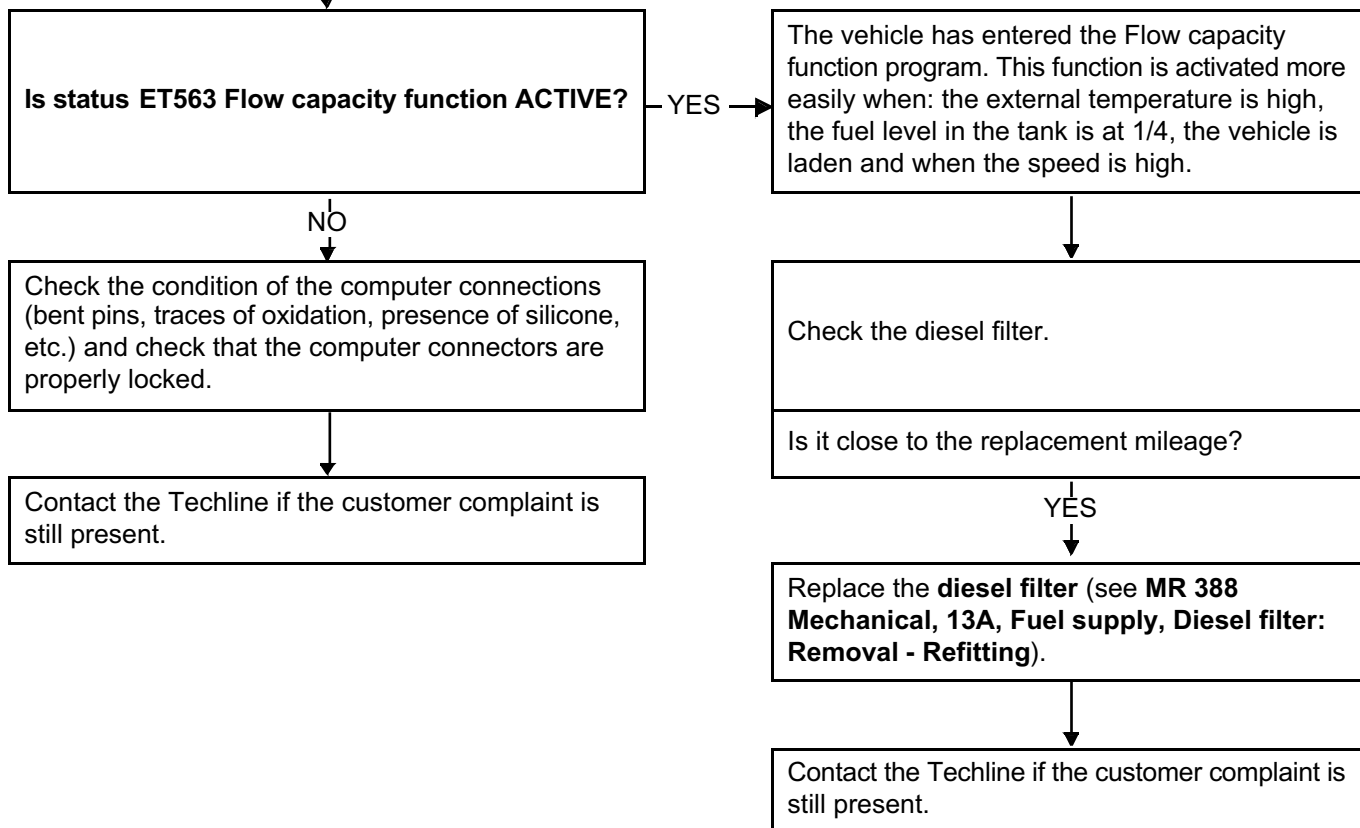 Is status ET563 Flow capacity function ACTIVE?
YES
The vehicle has entered the Flow capacity
function program. This function is activated more
easily when: the external temperature is high,
the fuel level in the tank is at 1/4, the vehicle is
laden and when the speed is high.
NO
Check the condition of the computer connections
(bent pins, traces of oxidation, presence of silicone,
etc.) and check that the computer connectors are
properly locked.
Check the diesel filter.
Is it close to the replacement mileage?
Contact the Techline if the customer complaint is
still present.
YES
Replace the diesel filter (see MR 388
Mechanical, 13A, Fuel supply, Diesel filter:
Removal - Refitting).
Contact the Techline if the customer complaint is
still present.